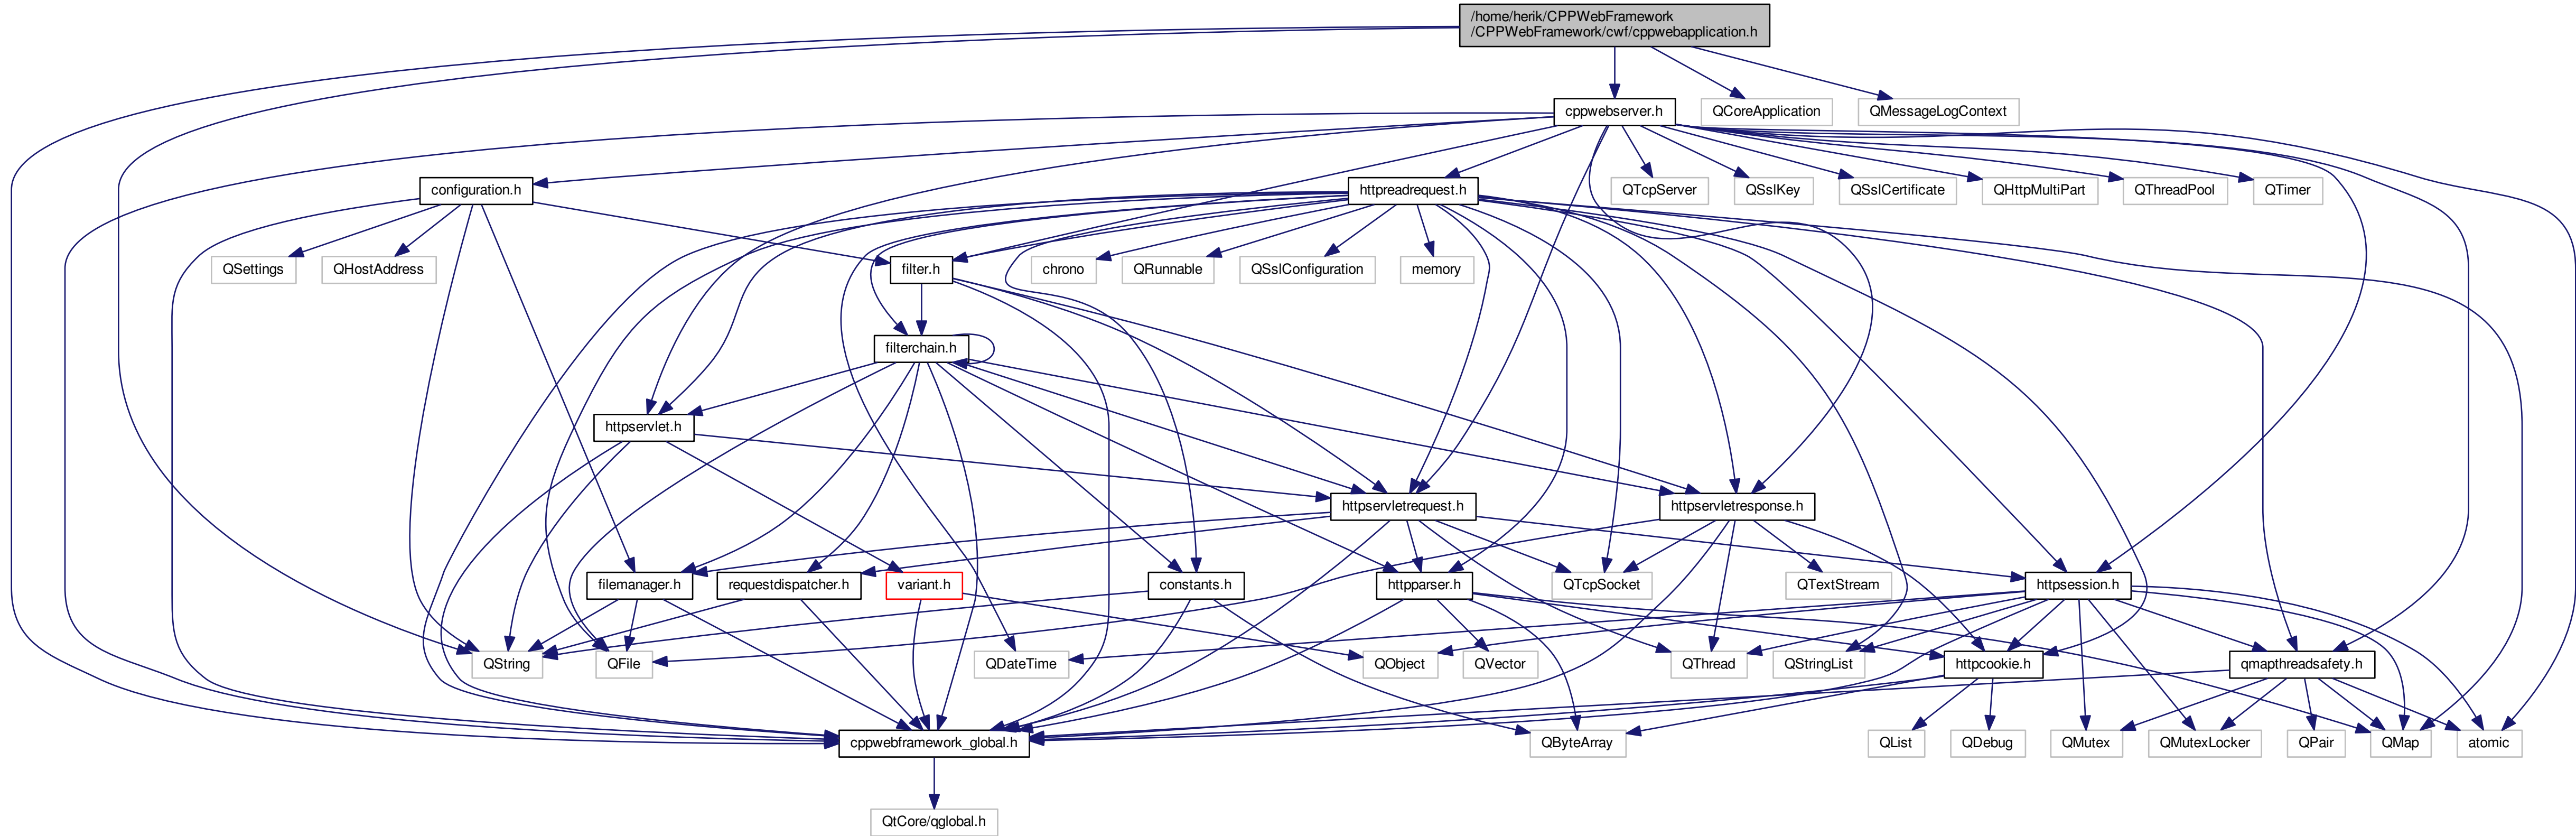 /home/herik/CPPWebFramework
/CPPWebFramework/cwf/cppwebapplication.h
cppwebserver.h
QCoreApplication
QMessageLogContext
configuration.h
httpreadrequest.h
QTcpServer
QSslKey
QSslCertificate
QHttpMultiPart
QThreadPool
QTimer
QSettings
QHostAddress
filter.h
chrono
QRunnable
QSslConfiguration
memory
filterchain.h
httpservlet.h
httpservletrequest.h
httpservletresponse.h
filemanager.h
requestdispatcher.h
variant.h
constants.h
httpparser.h
QTcpSocket
QTextStream
httpsession.h
QString
QFile
QDateTime
QObject
QVector
QThread
QStringList
httpcookie.h
qmapthreadsafety.h
cppwebframework_global.h
QByteArray
QList
QDebug
QMutex
QMutexLocker
QPair
QMap
atomic
QtCore/qglobal.h